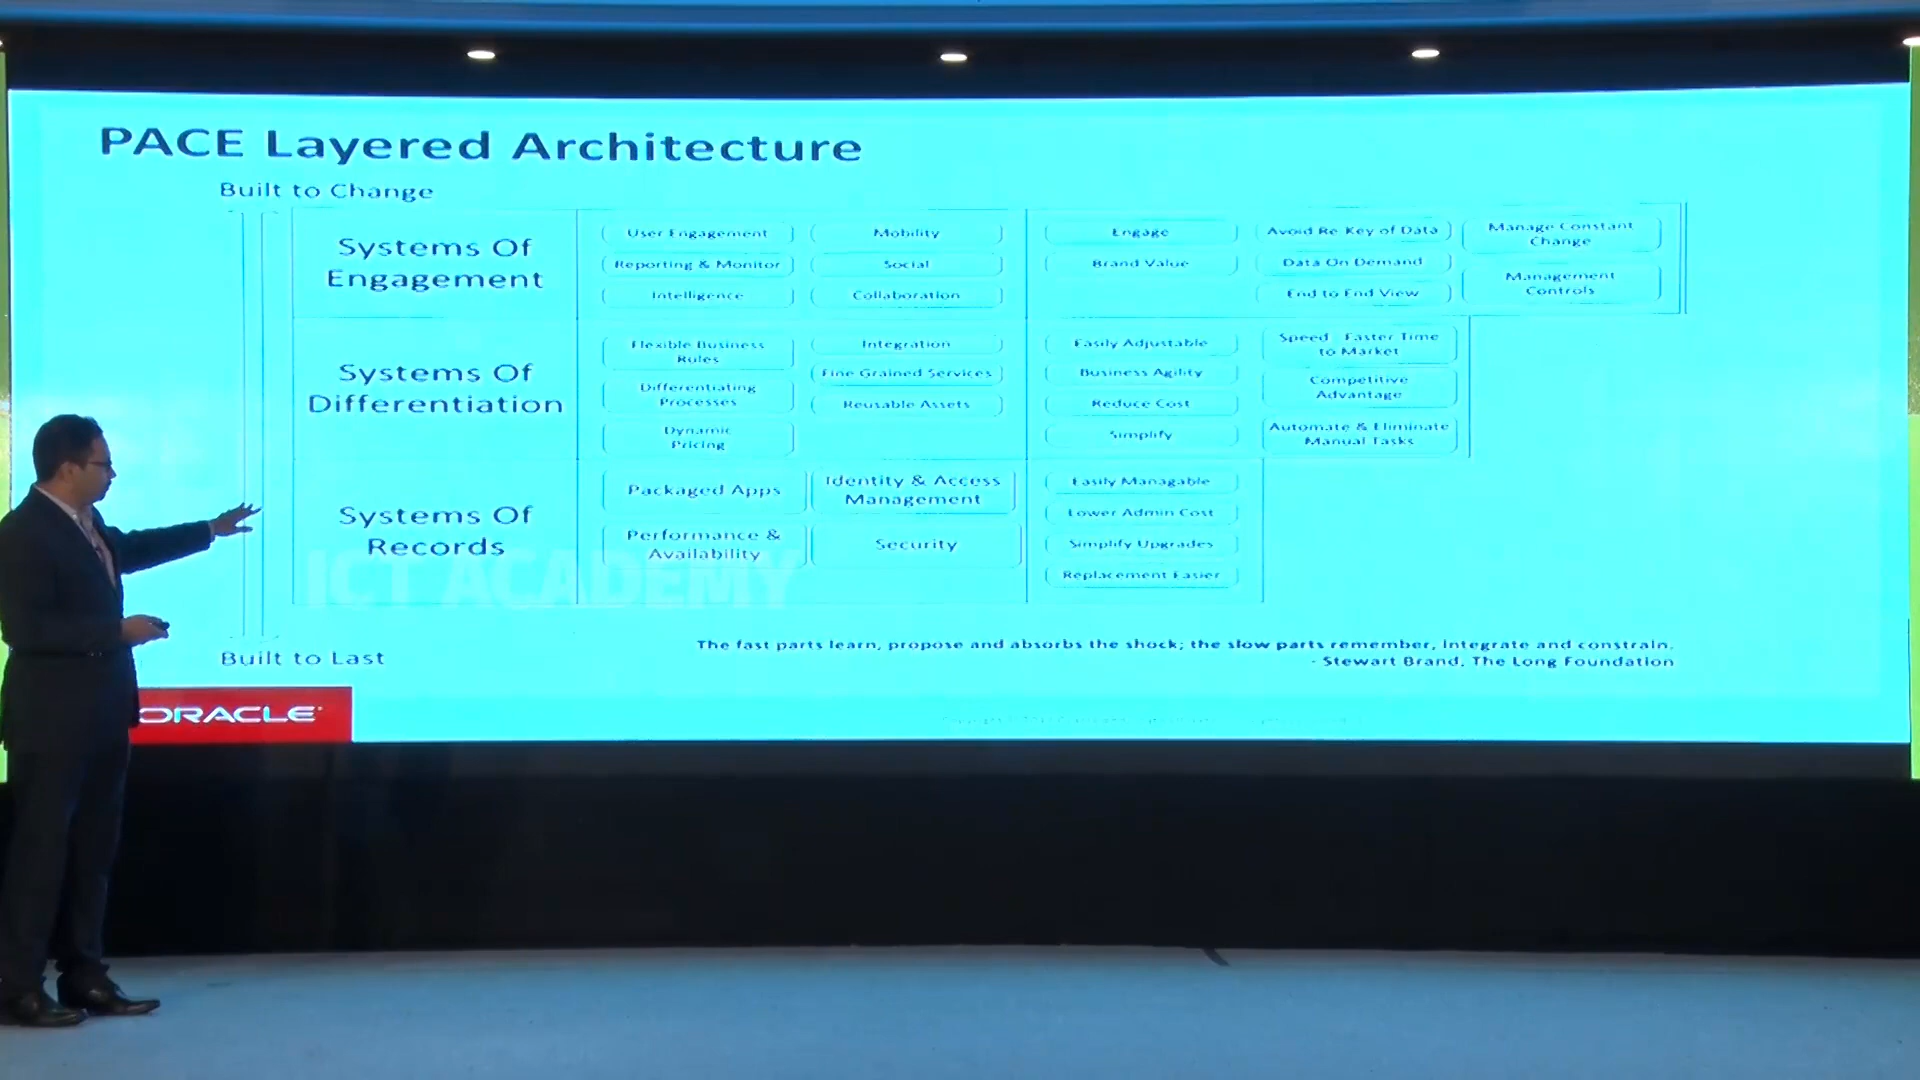 PACE Layered Architecture
Built to Change
Systems Of
Engagement
User Engagement
Mobility
Reporting & Monitor
Social
Intelligence
Collaboration
Engage
Brand Value
Avoid Re Key of Data
Data On Demand
End to End View
Manage Constant
Change
Management
Controls
Systems Of
Differentiation
Flexible Business
Rules
Differentiating
Processes
Dynamic
Pricing
Integration
Fine Grained Services
Reusable Assets
Easily Adjustable
Business Agility
Reduce Cost
Simplify
Speed Faster Time
to Market
Competitive
Advantage
Automate & Eliminate
Manual Tasks
Systems Of
Records
Packaged Apps
Identity & Access
Management
Performance &
Availability
Security
Easily Managable
Lower Admin Cost
Simplify Upgrades
Replacement Easier
ICT ACADEMY
Built to Last
The fast parts learn, propose and absorbs the shock; the slow parts remember, integrate and constrain.
- Stewart Brand, The Long Foundation
ORACLE